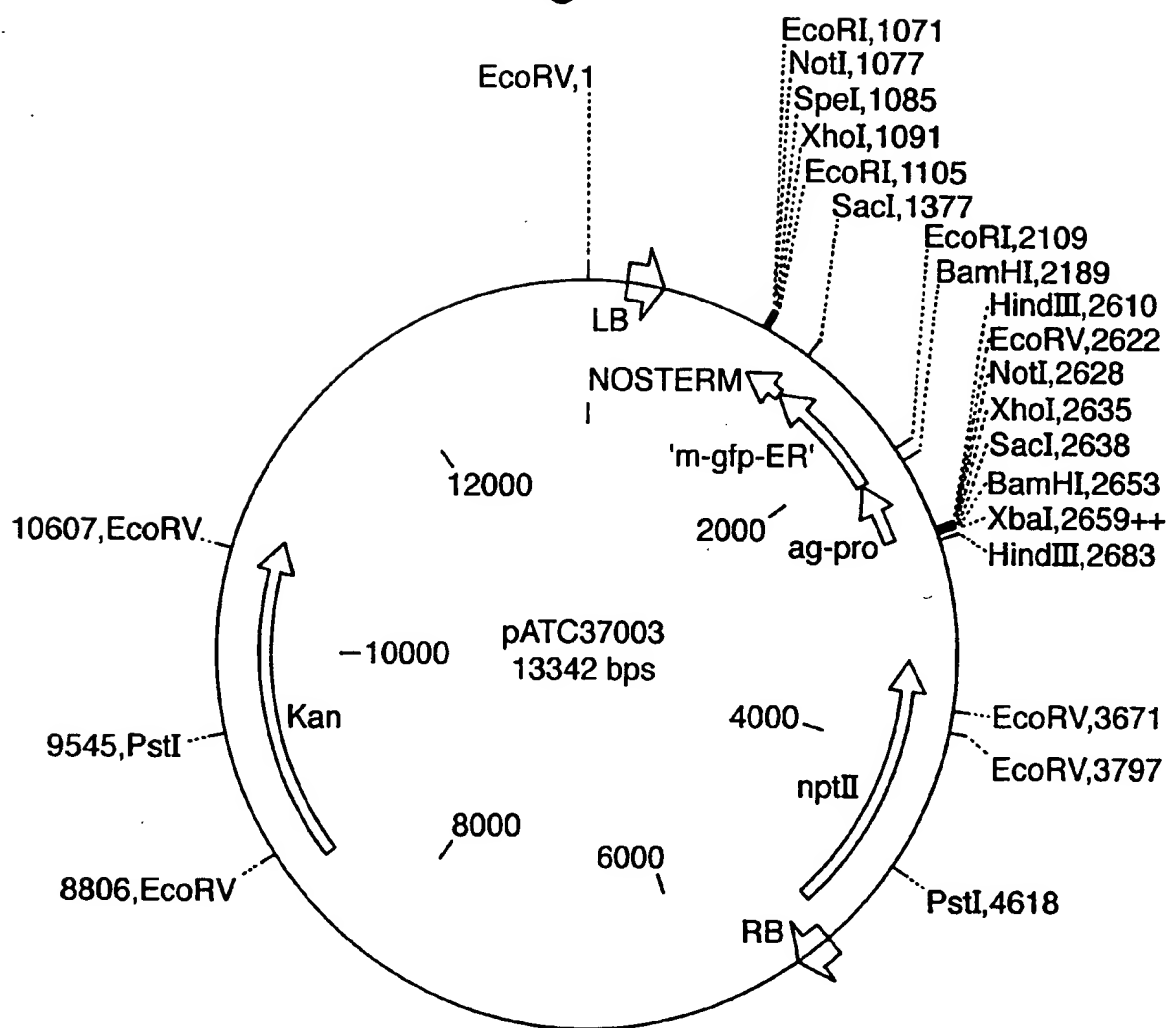 EcoRI,1071
NotI,1077
EcoRV,1
SpeI,1085
XhoI,1091
EcoRI,1105
SacI,1377
EcoRI,2109
BamHI,2189
HindIII,2610
LB
EcoRV,2622
NOSTERM
NotI,2628
XhoI,2635
SacI,2638
'm-gfp-ER'
12000
BamHI,2653
XbaI,2659++
10607,EcoRV
2000
ag-pro
HindIII,2683
pATC37003
10000
13342 bps
Kan
4000
EcoRV,3671
9545,PstI
EcoRV,3797
nptII
8000
6000
8806,EcoRV
PstI,4618
RB